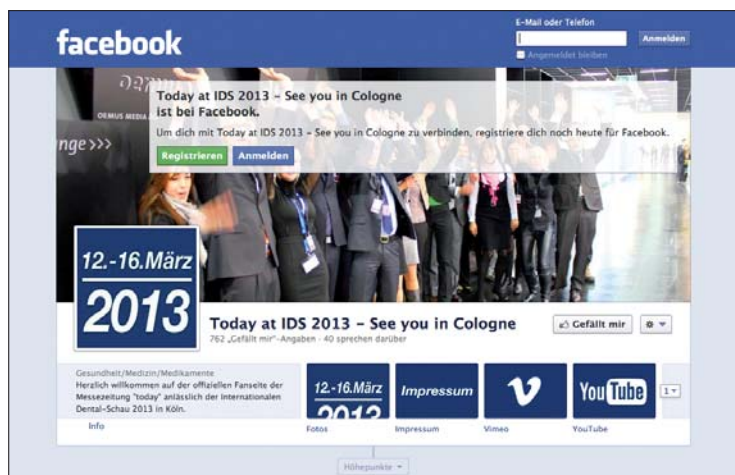 facebook
E-Mail oder Telefon
Anmelden
Angemeldet bleiben
ORMUS MEDIA
nge >>>
Today at IDS 2013 – See you in Cologne
ist bei Facebook.
Um dich mit Today at IDS 2013 – See you in Cologne zu verbinden, registriere dich noch heute für Facebook.
Registrieren Anmelden
12.-16.März
2013
Today at IDS 2013 – See you in Cologne
762 „Gefällt mir“-Angaben · 40 sprechen darüber
Gefällt mir
Gesundheit/Medizin/Medikamente
Herzlich willkommen auf der offiziellen Fanseite der
Messezeitung "today" anlässlich der Internationalen
Dental-Schau 2013 in Köln.
Info
12.-16.März
2013
Fotos
Impressum
Impressum
Vimeo
You Tube
YouTube
1
Höhepunkte